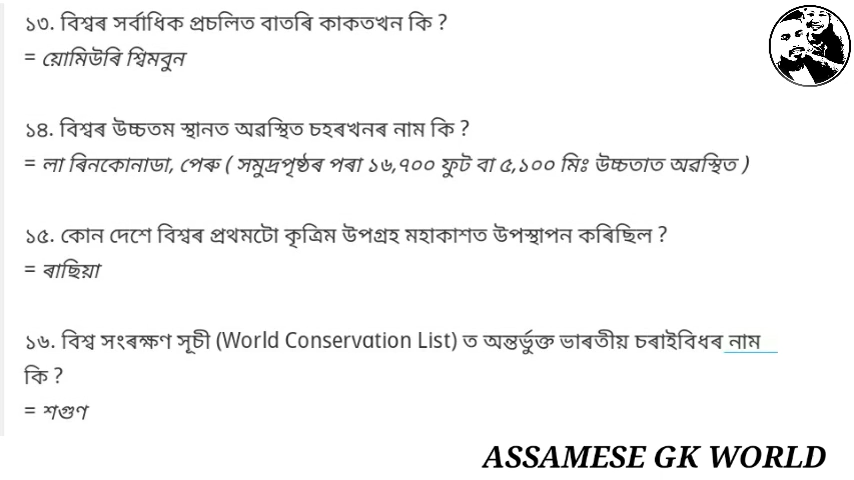 ১৩. বিশ্বৰ সৰ্বাধিক প্ৰচলিত বাতৰি কাকতখন কি ?
= য়োমিউৰি শ্বিমবুন
১৪. বিশ্বৰ উচ্চতম স্থানত অৱস্থিত চহৰখনৰ নাম কি ?
= লা ৰিনকোনাডা, পেৰু ( সমুদ্ৰপৃষ্ঠৰ পৰা ১৬,৭০০ ফুট বা ৫,১০০ মিঃ উচ্চতাত অৱস্থিত )
১৫. কোন দেশে বিশ্বৰ প্ৰথমটো কৃত্ৰিম উপগ্ৰহ মহাকাশত উপস্থাপন কৰিছিল ?
= ৰাছিয়া
১৬. বিশ্ব সংৰক্ষণ সূচী (World Conservation List) ত অন্তৰ্ভুক্ত ভাৰতীয় চৰাইবিধৰ নাম
কি ?
= শগুণ
ASSAMESE GK WORLD